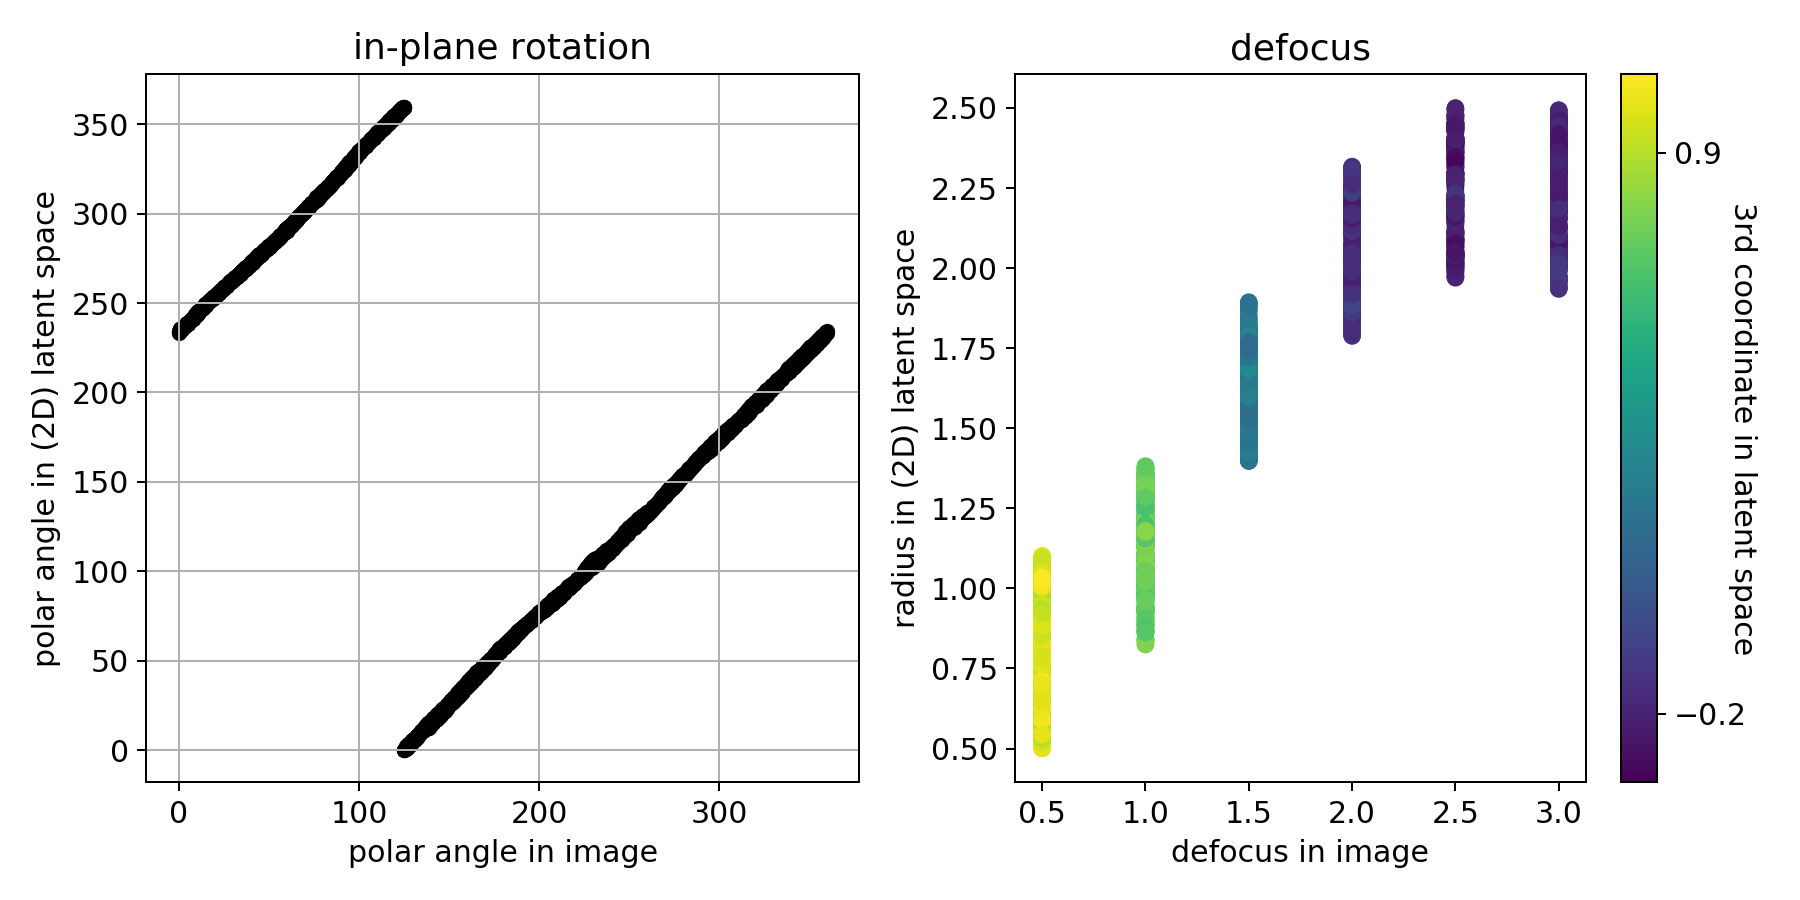 in-plane rotation
polar angle in (2D) latent space
350
300
250
200
150
100
50
0
0 100 200 300
polar angle in image
defocus
radius in (2D) latent space
2.50
2.25
2.00
1.75
1.50
1.25
1.00
0.75
0.50
0.5 1.0 1.5 2.0 2.5 3.0
defocus in image
0.9
−0.2
3rd coordinate in latent space